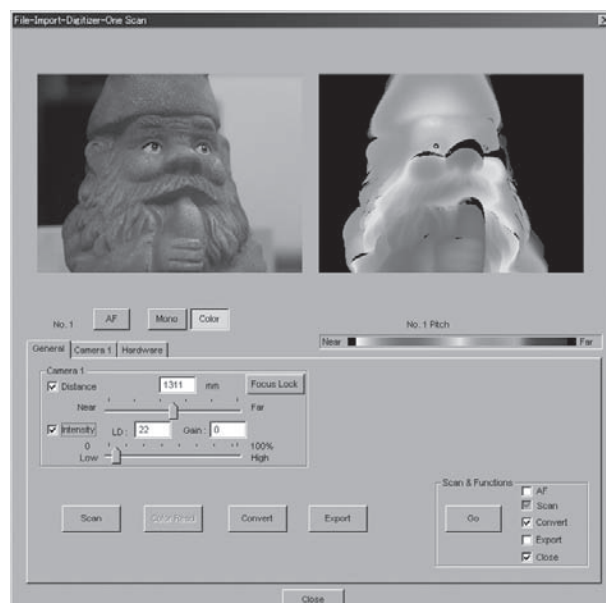 File-Import-Digitizer-One Scan
No. 1 AF Mono Color
No. 1 Pitch
Near Far
General Camera 1 Hardware
Camera 1
Distance 1311 mm Focus Lock
Near Far
Intensity LD : 22 Gain : 0
0 100%
Low High
Scan & Functions
AF
Scan
Convert
Export
Close
Go
Scan Color Read Convert Export
Close